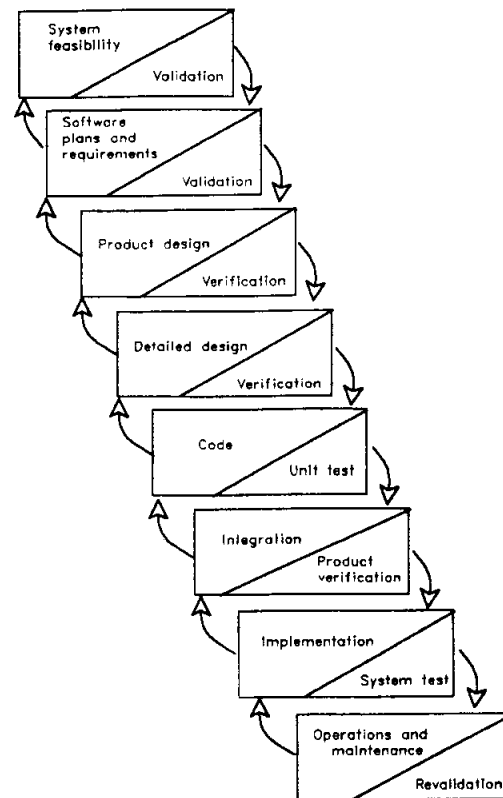 System
feasibility
Validation
Software
plans and
requirements
Validation
Product design
Verification
Detailed design
Verification
Code
Unit test
Integration
Product
verification
Implementation
System test
Operations and
maintenance
Revalidation